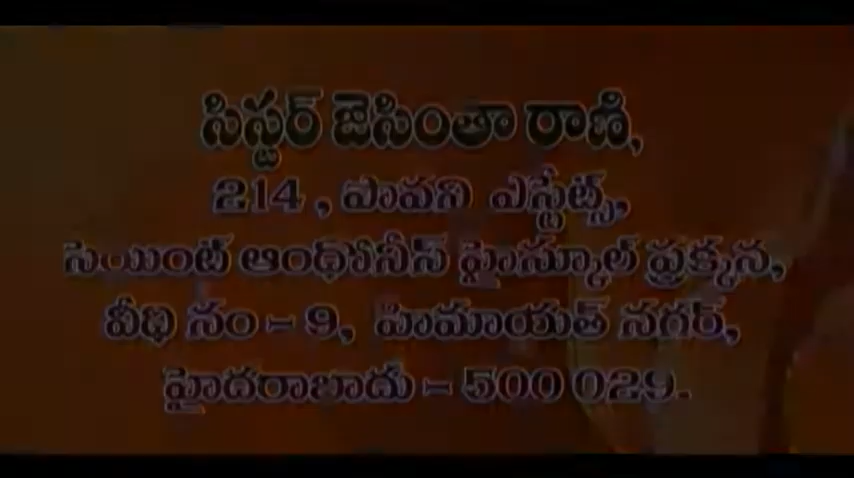 సిస్టర్ జెసింతా రాణి,
214, పావని ఎస్టేట్స్,
సెయింట్ ఆంథోనీస్ హైస్కూల్ ప్రక్కన,
వీధి నం - 9, హిమాయత్ నగర్,
హైదరాబాదు - 500 029.